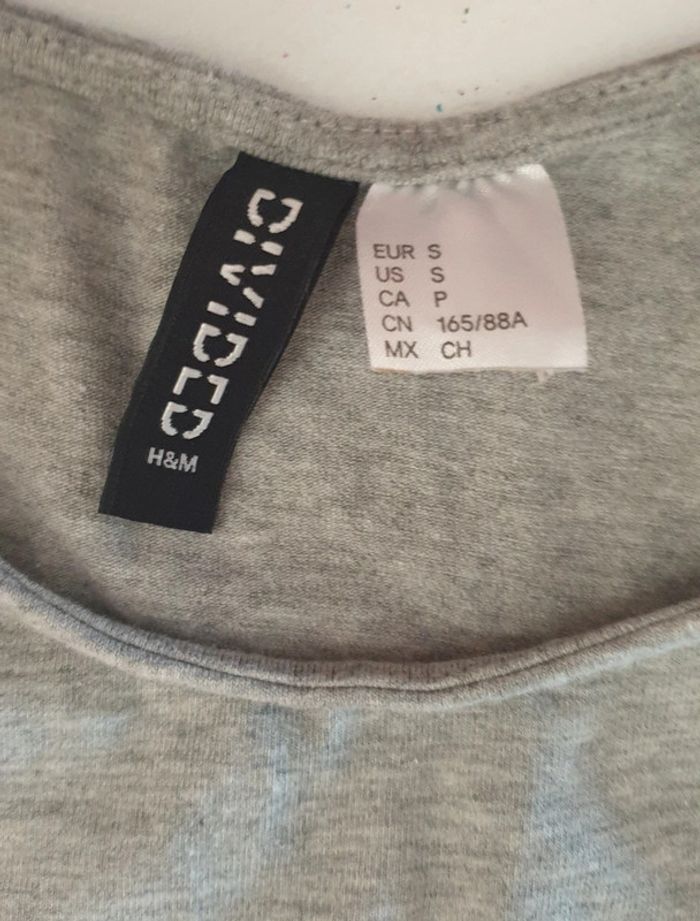 DIVIDED
H&M
EUR S
US S
CA P
CN 165/88A
MX CH